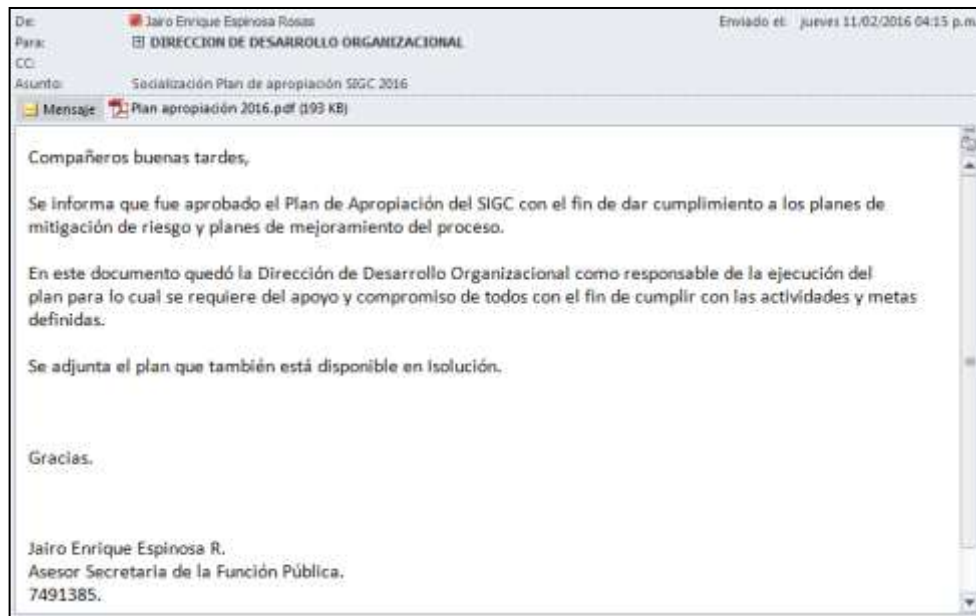 De: Jairo Enrique Espinosa Rosas Enviado el: jueves 11/02/2016 04:15 p.m.
Para: DIRECCION DE DESARROLLO ORGANIZACIONAL
CC:
Asunto: Socialización Plan de apropiación SIGC 2016
Mensaje Plan apropiación 2016.pdf (193 KB)
Compañeros buenas tardes,
Se informa que fue aprobado el Plan de Apropiación del SIGC con el fin de dar cumplimiento a los planes de
mitigación de riesgo y planes de mejoramiento del proceso.
En este documento quedó la Dirección de Desarrollo Organizacional como responsable de la ejecución del
plan para lo cual se requiere del apoyo y compromiso de todos con el fin de cumplir con las actividades y metas
definidas.
Se adjunta el plan que también está disponible en Isolución.
Gracias.
Jairo Enrique Espinosa R.
Asesor Secretaria de la Función Pública.
7491385.